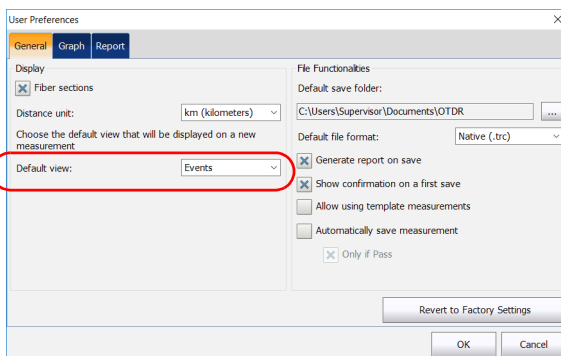 User Preferences
General Graph Report
Display
Fiber sections
Distance unit: km (kilometers)
Choose the default view that will be displayed on a new
measurement
Default view: Events
File Functionalities
Default save folder:
C:\Users\Supervisor\Documents\OTDR ...
Default file format: Native (.trc)
Generate report on save
Show confirmation on a first save
Allow using template measurements
Automatically save measurement
Only if Pass
Revert to Factory Settings
OK Cancel